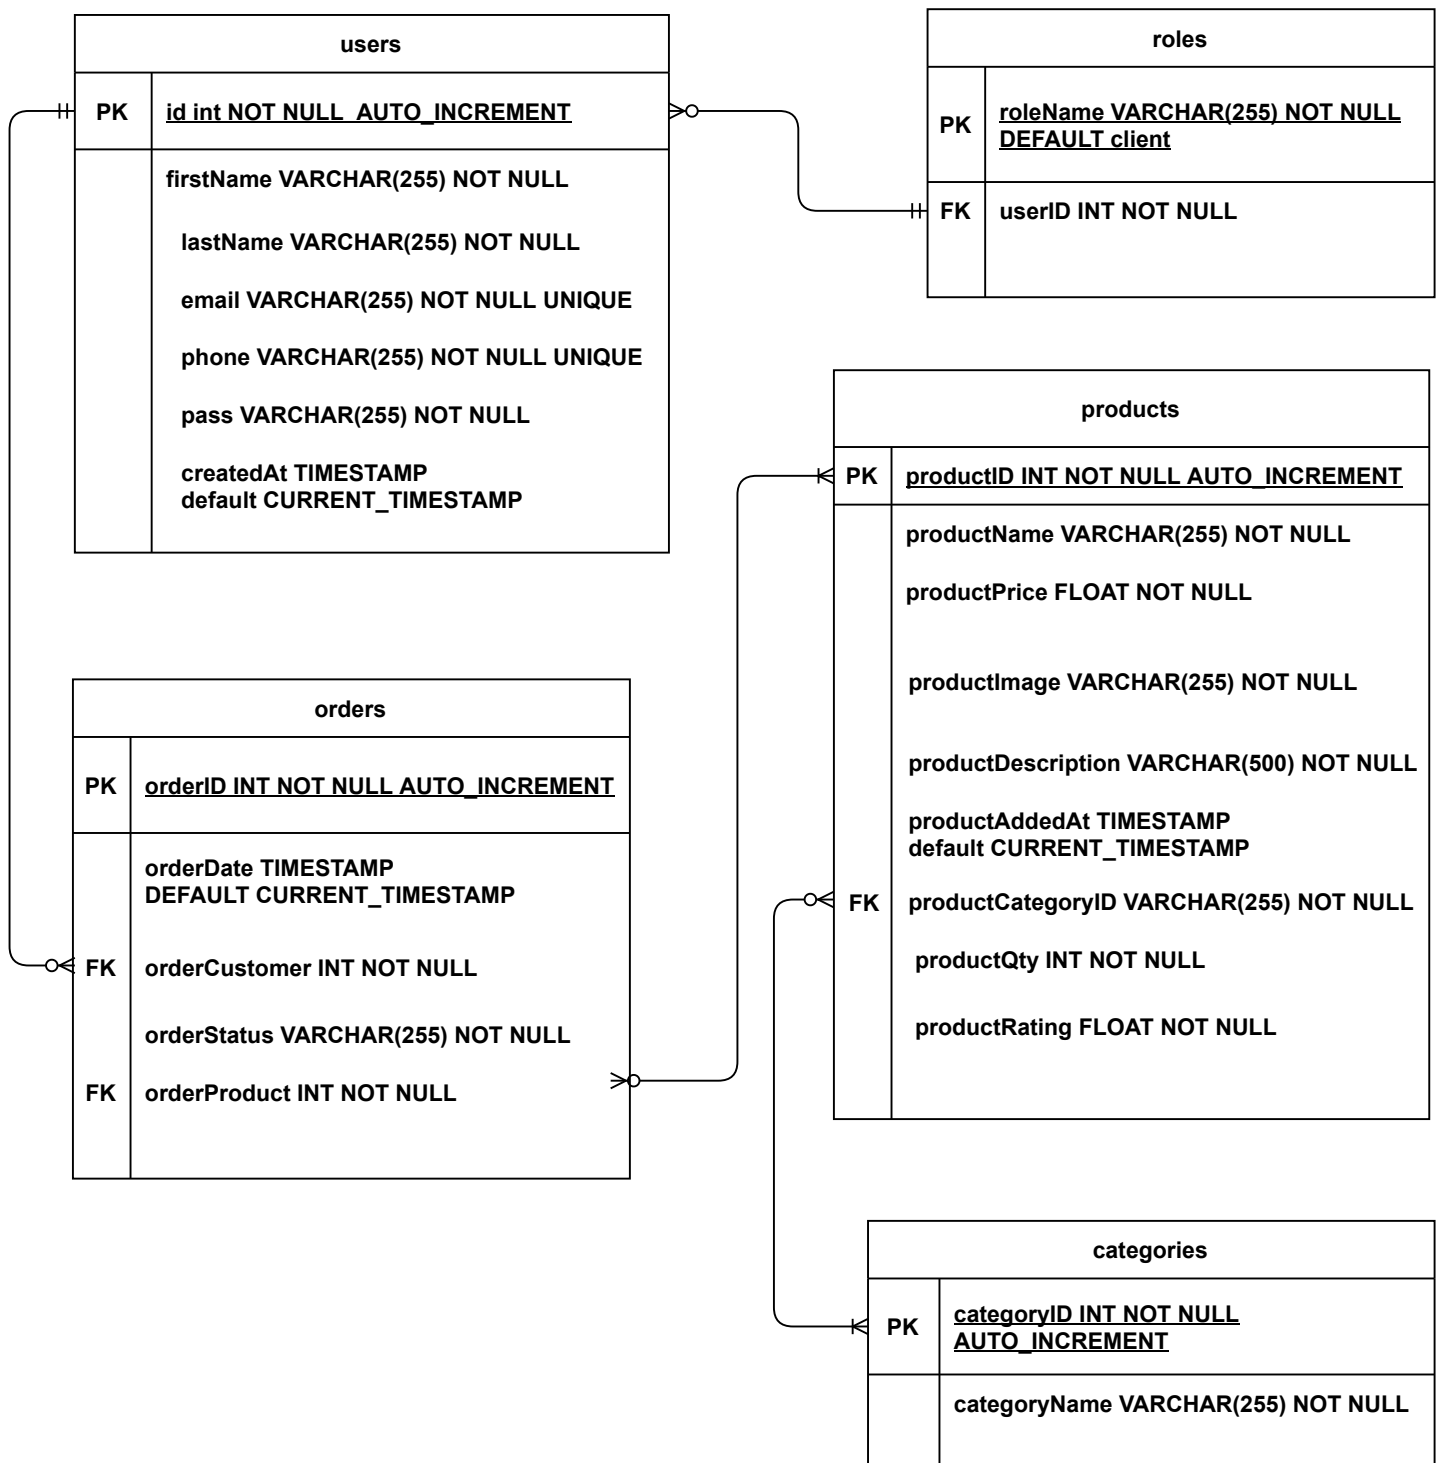 users
PK
id int NOT NULL AUTO_INCREMENT
firstName VARCHAR(255) NOT NULL
lastName VARCHAR(255) NOT NULL
email VARCHAR(255) NOT NULL UNIQUE
phone VARCHAR(255) NOT NULL UNIQUE
pass VARCHAR(255) NOT NULL
createdAt TIMESTAMP
default CURRENT_TIMESTAMP
roles
PK
roleName VARCHAR(255) NOT NULL
DEFAULT client
FK
userID INT NOT NULL
products
PK
productID INT NOT NULL AUTO_INCREMENT
productName VARCHAR(255) NOT NULL
productPrice FLOAT NOT NULL
productImage VARCHAR(255) NOT NULL
productDescription VARCHAR(500) NOT NULL
productAddedAt TIMESTAMP
default CURRENT_TIMESTAMP
FK
productCategoryID VARCHAR(255) NOT NULL
productQty INT NOT NULL
productRating FLOAT NOT NULL
orders
PK
orderID INT NOT NULL AUTO_INCREMENT
orderDate TIMESTAMP
DEFAULT CURRENT_TIMESTAMP
FK
orderCustomer INT NOT NULL
orderStatus VARCHAR(255) NOT NULL
FK
orderProduct INT NOT NULL
categories
PK
categoryID INT NOT NULL
AUTO_INCREMENT
categoryName VARCHAR(255) NOT NULL